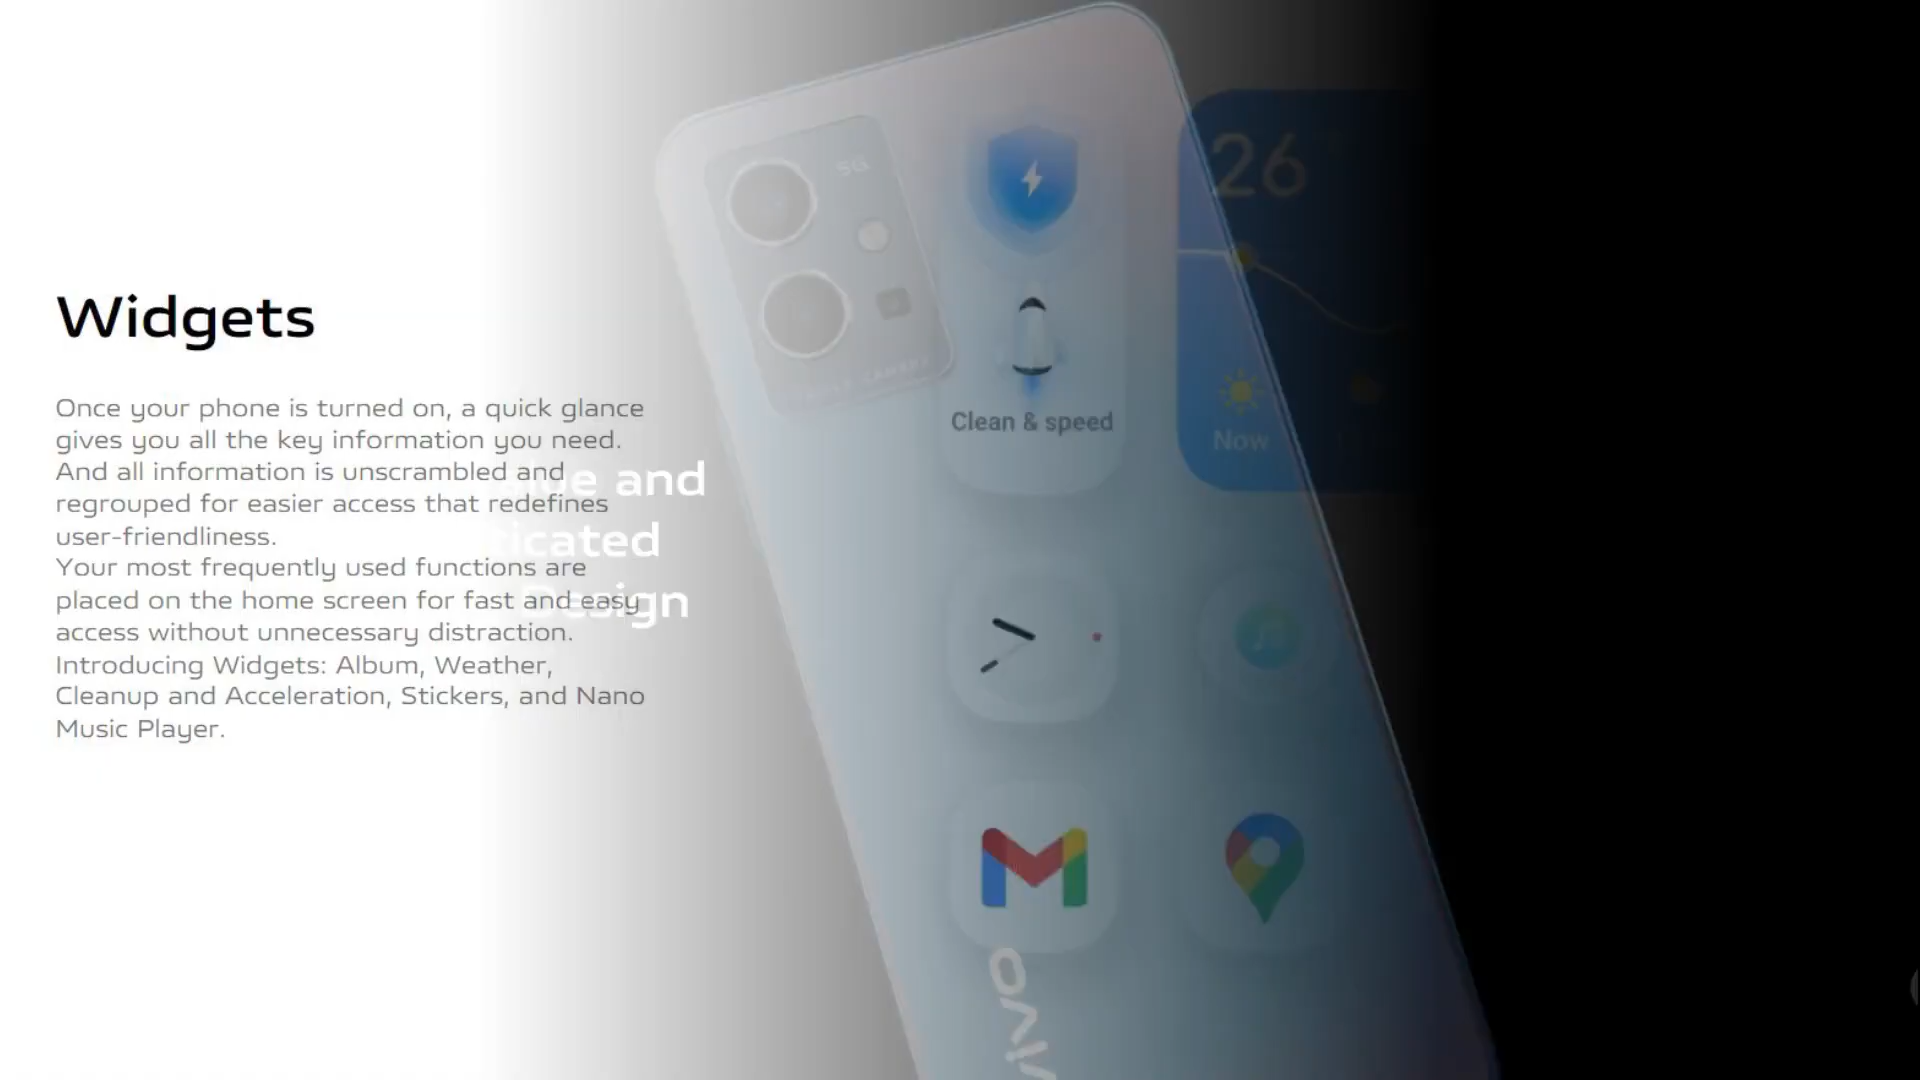 Widgets
Once your phone is turned on, a quick glance
gives you all the key information you need.
And all information is unscrambled and
regrouped for easier access that redefines
user-friendliness.
Your most frequently used functions are
placed on the home screen for fast and easy
access without unnecessary distraction.
Introducing Widgets: Album, Weather,
Cleanup and Acceleration, Stickers, and Nano
Music Player.
and
Design
5G
Clean & speed
26
Now
vivo